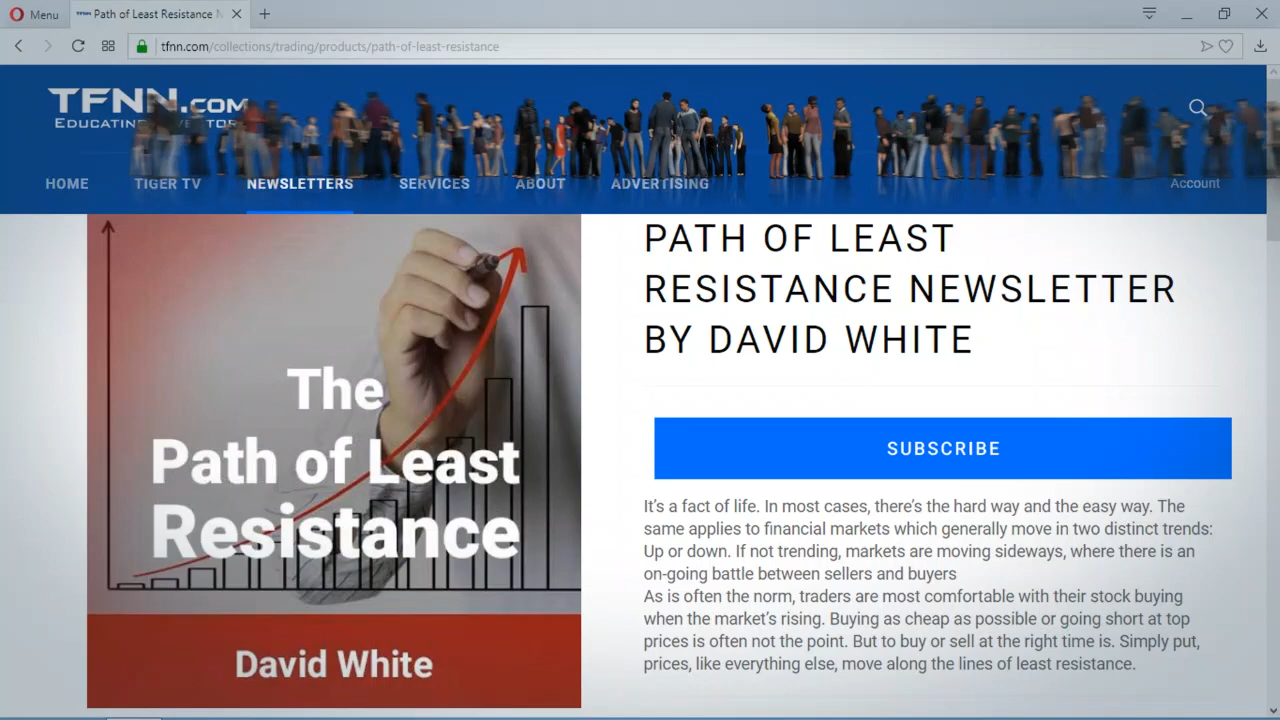 Menu
TFNN Path of Least Resistance N
tfnn.com/collections/trading/products/path-of-least-resistance
TFNN.COM
EDUCATING INVESTOR
HOME TIGER TV NEWSLETTERS SERVICES ABOUT ADVERTISING Account
The
Path of Least
Resistance
David White
PATH OF LEAST
RESISTANCE NEWSLETTER
BY DAVID WHITE
SUBSCRIBE
It’s a fact of life. In most cases, there’s the hard way and the easy way. The
same applies to financial markets which generally move in two distinct trends:
Up or down. If not trending, markets are moving sideways, where there is an
on-going battle between sellers and buyers
As is often the norm, traders are most comfortable with their stock buying
when the market’s rising. Buying as cheap as possible or going short at top
prices is often not the point. But to buy or sell at the right time is. Simply put,
prices, like everything else, move along the lines of least resistance.